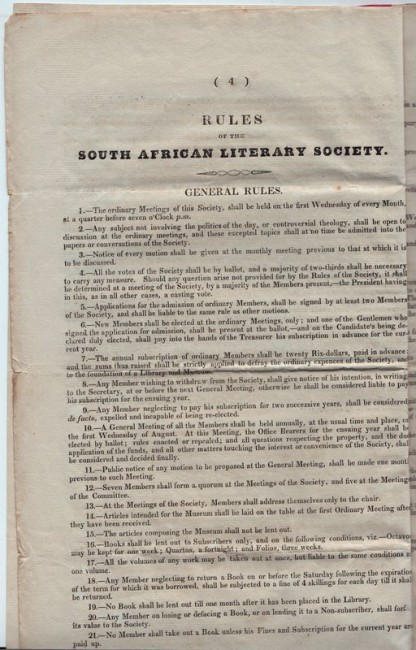 ( 4 )
RULES
OF THE
SOUTH AFRICAN LITERARY SOCIETY.
GENERAL RULES.
1.—The ordinary Meetings of this Society, shall be held on the first Wednesday of every Month,
at a quarter before seven o'Clock p.m.
2.—Any subject not involving the politics of the day, or controversial theology, shall be open to
discussion at the ordinary meetings, and these excepted topics shall at no time be admitted into the
papers or conversations of the Society.
3.—Notice of every motion shall be given at the monthly meeting previous to that at which it is
to be discussed.
4.—All the votes of the Society shall be by ballot, and a majority of two-thirds shall be necessary
to carry any measure. Should any question arise not provided for by the Rules of the Society, it shall
be determined at a meeting of the Society, by a majority of the Members present,—the President having
in this, as in all other cases, a casting vote.
5.—Applications for the admission of ordinary Members, shall be signed by at least two Members
of the Society, and shall be liable to the same rule as other motions.
6.—New Members shall be elected at the ordinary Meetings, only; and one of the Gentlemen who
signed the application for admission, shall be present at the ballot,—and on the Candidate's being de-
clared duly elected, shall pay into the hands of the Treasurer his subscription in advance for the cur-
rent year.
7.—The annual subscription of ordinary Members shall be twenty Rix-dollars, paid in advance
and the sums thus raised shall be strictly applied to defray the ordinary expences of the Society, and
to the foundation of a Library and Museum.
8.—Any Member wishing to withdraw from the Society, shall give notice of his intention, in writing
to the Secretary, at or before the next General Meeting, otherwise he shall be considered liable to pay
his subscription for the ensuing year.
9.—Any Member neglecting to pay his subscription for two successive years, shall be considered
de facto, expelled and incapable of being re-elected.
10.—A General Meeting of all the Members shall be held annually, at the usual time and place,
the first Wednesday of August. At this Meeting, the Office Bearers for the ensuing year shall be
elected by ballot; rules enacted or repealed; and all questions respecting the property, and the due
application of the funds, and all other matters touching the interest or convenience of the Society, shall
be considered and decided finally.
11.—Public notice of any motion to be proposed at the General Meeting, shall be made one mont
previous to such Meeting.
12.—Seven Members shall form a quorum at the Meetings of the Society, and five at the Meeting
of the Committee.
13.—At the Meetings of the Society, Members shall address themselves only to the chair.
14.—Articles intended for the Museum shall be laid on the table at the first Ordinary Meeting after
they have been received.
15.—The articles composing the Museum shall not be lent out.
16.—Books shall be lent out to Subscribers only, and on the following conditions, viz.—Octavos
may be kept for one week; Quartos, a fortnight; and Folios, three weeks.
17.—All the volumes of any work may be taken out at once, but liable to the same conditions a
one volume.
18.—Any Member neglecting to return a Book on or before the Saturday following the expiration
of the term for which it was borrowed, shall be subject to a fine of 4 skillings for each day till it shal
be returned.
19.—No Book shall be lent out till one month after it has been placed in the Library.
20.—Any Member on losing or defacing a Book, or on lending it to a Non-subscriber, shall forf
its value to the Society.
21.—No Member shall take out a Book unless his Fines and Subscription for the current year are
paid up.